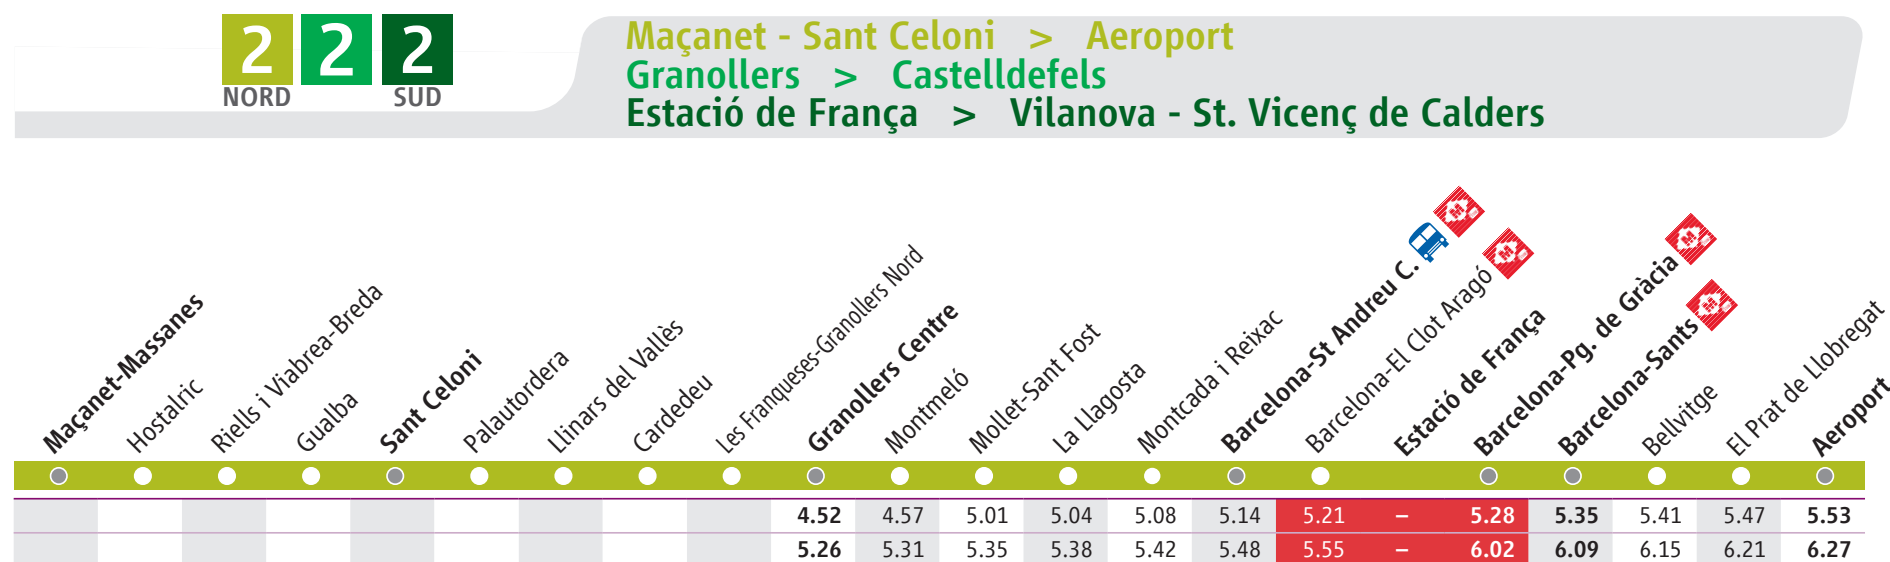 2 2 2
NORD SUD
Maçanet - Sant Celoni > Aeroport
Granollers > Castelldefels
Estació de França > Vilanova - St. Vicenç de Calders
Maçanet-Massanes
Hostalric
Riells i Viabrea-Breda
Gualba
Sant Celoni
Palautordera
Llinars del Vallès
Cardedeu
Les Franqueses-Granollers Nord
Granollers Centre
Montmeló
Mollet-Sant Fost
La Llagosta
Montcada i Reixac
Barcelona-St Andreu C.
Barcelona-El Clot Aragó
Estació de França
Barcelona-Pg. de Gràcia
Barcelona-Sants
Bellvitge
El Prat de Llobregat
Aeroport
4.52 4.57 5.01 5.04 5.08 5.14 5.21 – 5.28 5.35 5.41 5.47 5.53
5.26 5.31 5.35 5.38 5.42 5.48 5.55 – 6.02 6.09 6.15 6.21 6.27